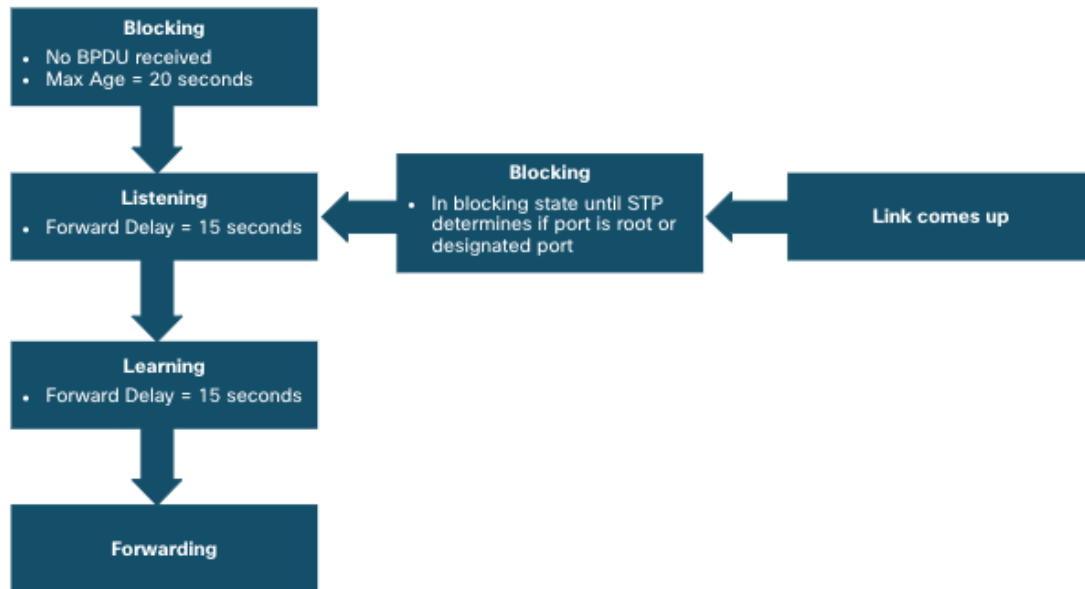 Blocking
• No BPDU received
• Max Age = 20 seconds
Listening
• Forward Delay = 15 seconds
Blocking
• In blocking state until STP
determines if port is root or
designated port
Link comes up
Learning
• Forward Delay = 15 seconds
Forwarding